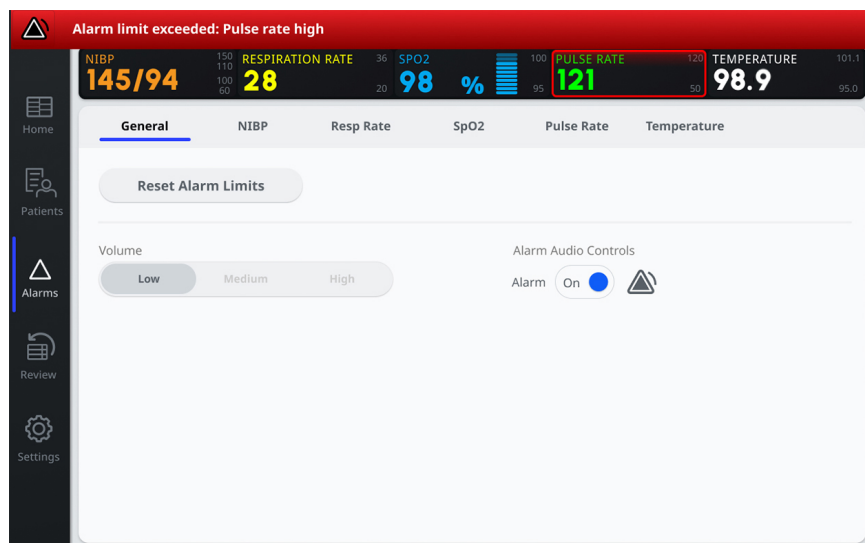 Alarm limit exceeded: Pulse rate high
NIBP 150 110 RESPIRATION RATE 36 SPO2 100 PULSE RATE 120 TEMPERATURE 101.1
145/94 100 60 28 20 98 % 95 121 50 98.9 95.0
Home
General NIBP Resp Rate SpO2 Pulse Rate Temperature
Patients
Reset Alarm Limits
Volume Alarm Audio Controls
Alarms
Low Medium High Alarm On
Review
Settings